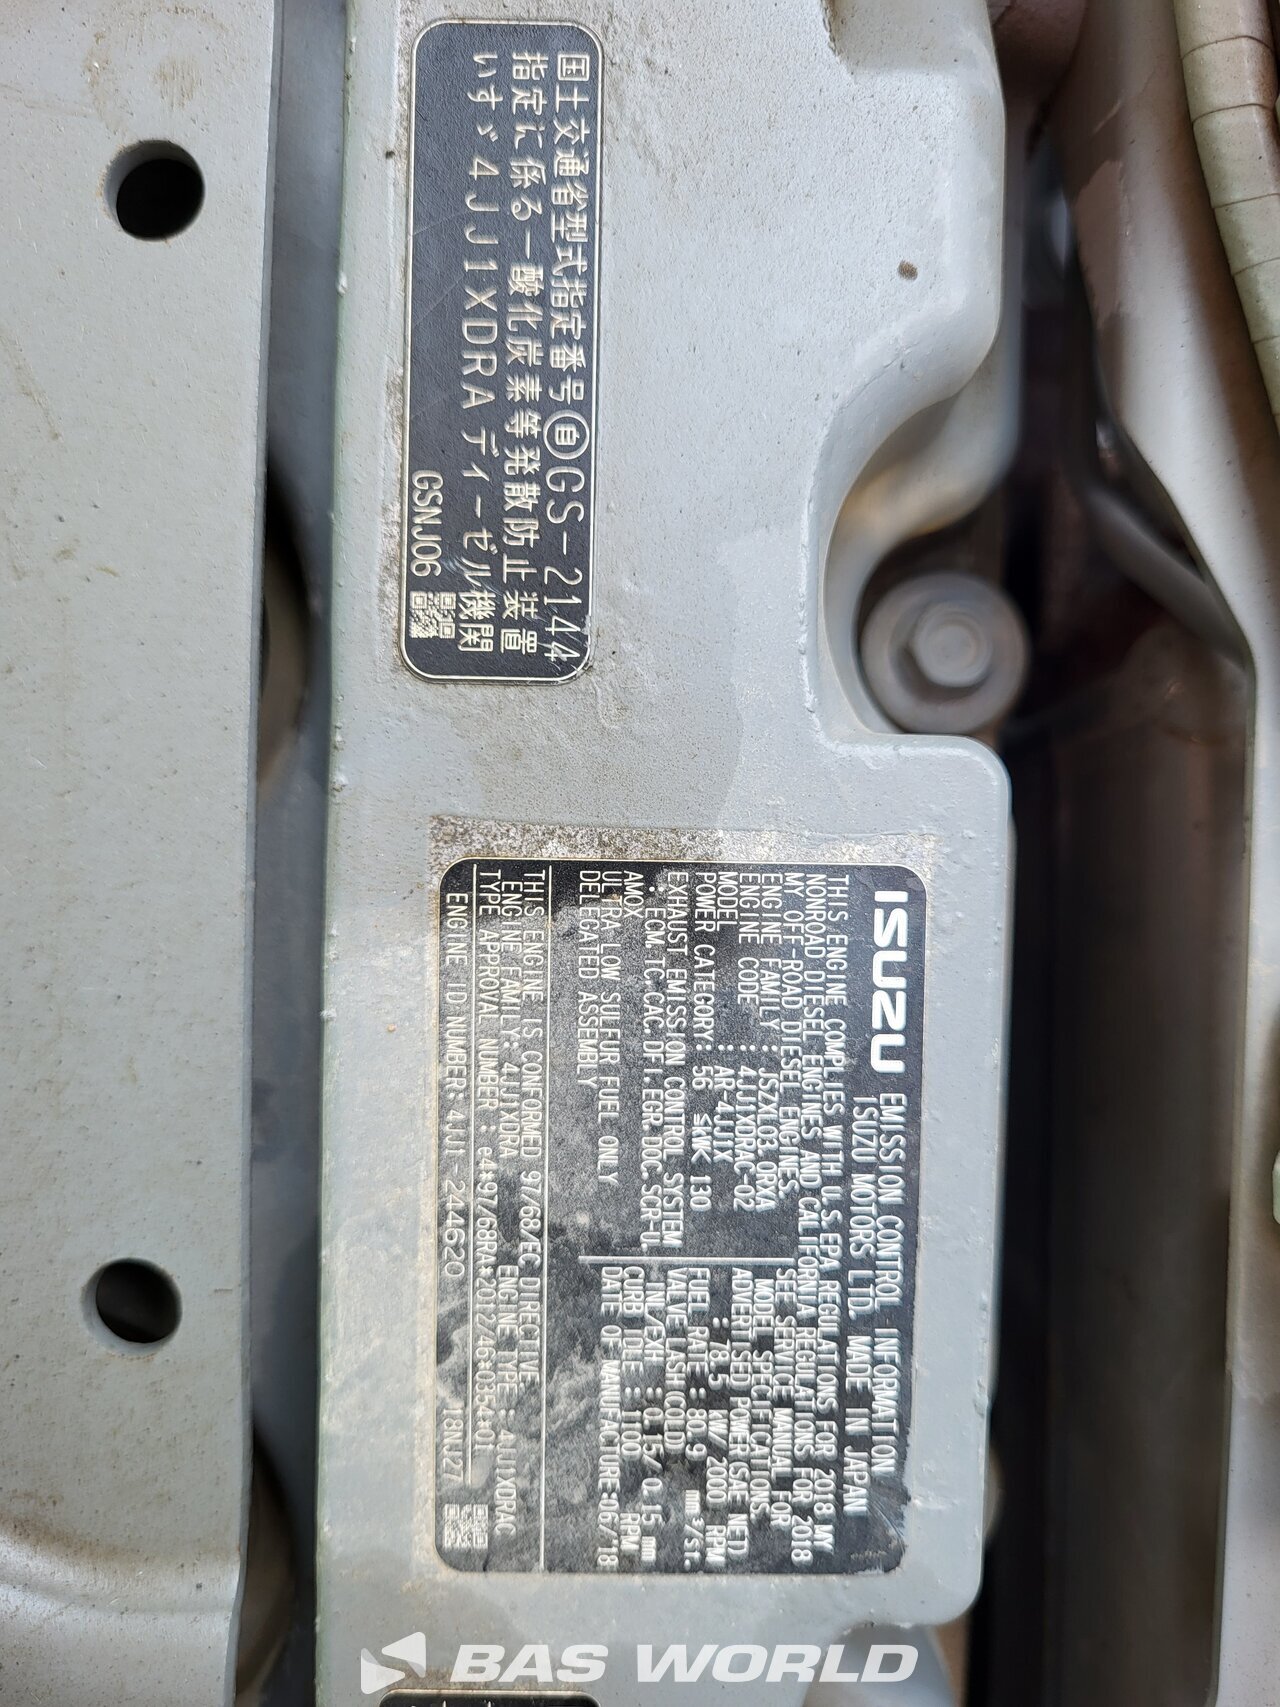 国土交通省型式指定番号自GS-2144
指定に係る一酸化炭素等発散防止装置
いすゞ4JJ1XDRAディーゼル機関
GSNJ06
ISUZU EMISSION CONTROL INFORMATION
ISUZU MOTORS LTD. MADE IN JAPAN
THIS ENGINE COMPLIES WITH U.S.EPA REGULATIONS FOR 2018 MY
NONROAD DIESEL ENGINES AND CALIFORNIA REGULATIONS FOR 2018
MY OFF-ROAD DIESEL ENGINES.
ENGINE FAMILY : JSZXL03.0RXA
ENGINE CODE : 4JJ1XDRAC-02
MODEL : AR-4JJ1X
POWER CATEGORY: 56 ≤kW< 130
EXHAUST EMISSION CONTROL SYSTEM
: ECM.TC.CAC.DFI.EGR.DOC.SCR-U.
AMOX
ULTRA LOW SULFUR FUEL ONLY
DELEGATED ASSEMBLY
SEE SERVICE MANUAL FOR
MODEL SPECIFICATIONS
ADVERTISED POWER(SAE NET)
: 78.5 kW/ 2000 RPM
FUEL RATE : 80.9 mm³/st.
VALVE LASH(COLD)
IN/EXH : 0.15/ 0.15 mm
CURB IDLE : 1100 RPM
DATE OF MANUFACTURE:06/'18
THIS ENGINE IS CONFORMED 97/68/EC DIRECTIVE
ENGINE FAMILY: 4JJ1XDRA ENGINE TYPE : 4JJ1XDRAC
TYPE APPROVAL NUMBER : e4*97/68RA*2012/46*0354*01
ENGINE ID NUMBER: 4JJ1 -244620 J8NJ27
BAS WORLD